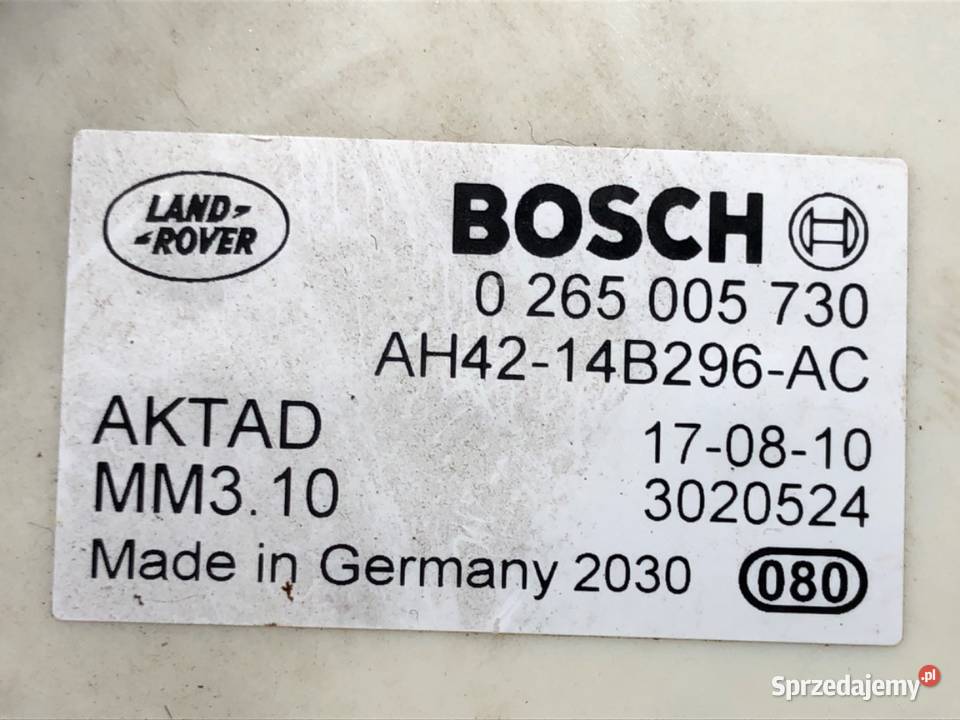 LAND-
-ROVER
BOSCH
0 265 005 730
AH42-14B296-AC
AKTAD
17-08-10
MM3.10
3020524
Made in Germany 2030
080
Sprzedajemy.pl